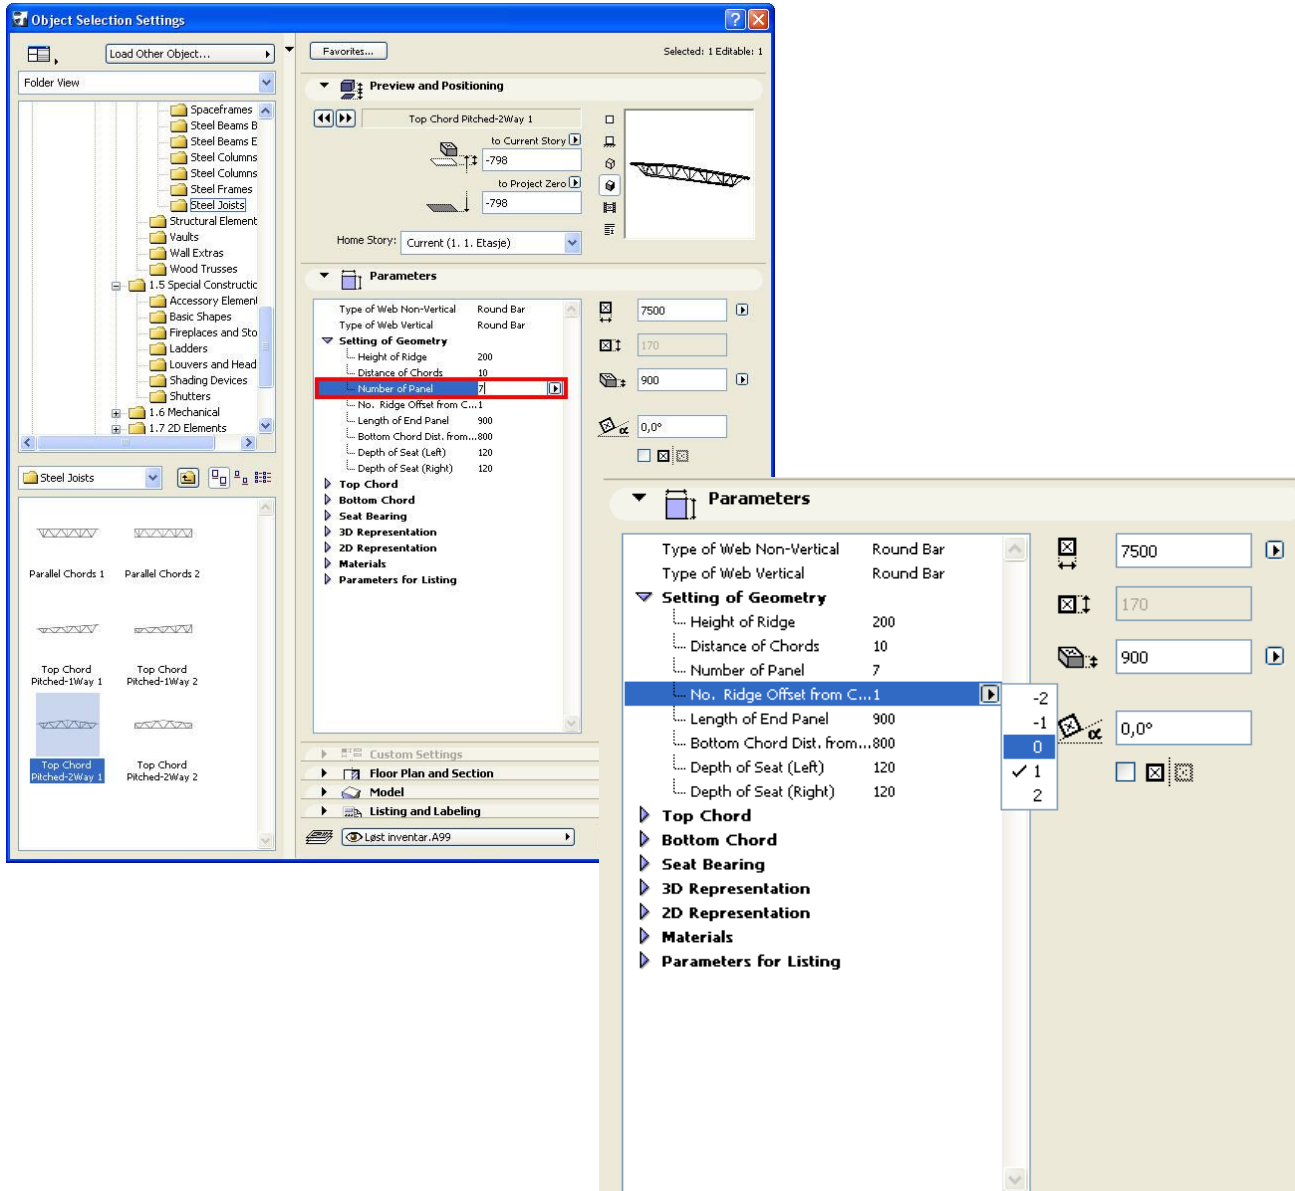 Object Selection Settings
Load Other Object...
Folder View
Spaceframes
Steel Beams B
Steel Beams E
Steel Columns
Steel Columns
Steel Frames
Steel Joists
Structural Element
Vaults
Wall Extras
Wood Trusses
1.5 Special Constructic
Accessory Element
Basic Shapes
Fireplaces and Sto
Ladders
Louvers and Head
Shading Devices
Shutters
1.6 Mechanical
1.7 2D Elements
Steel Joists
Parallel Chords 1
Parallel Chords 2
Top Chord
Pitched-1Way 1
Top Chord
Pitched-1Way 2
Top Chord
Pitched-2Way 1
Top Chord
Pitched-2Way 2
Favorites...
Selected: 1 Editable: 1
Preview and Positioning
Top Chord Pitched-2Way 1
to Current Story
-798
to Project Zero
-798
Home Story: Current (1. 1. Etasje)
Parameters
Type of Web Non-Vertical Round Bar
Type of Web Vertical Round Bar
Setting of Geometry
Height of Ridge 200
Distance of Chords 10
Number of Panel 7
No. Ridge Offset from C...1
Length of End Panel 900
Bottom Chord Dist. from...800
Depth of Seat (Left) 120
Depth of Seat (Right) 120
Top Chord
Bottom Chord
Seat Bearing
3D Representation
2D Representation
Materials
Parameters for Listing
7500
170
900
α 0,0°
Custom Settings
Floor Plan and Section
Model
Listing and Labeling
Løst inventar.A99
Parameters
Type of Web Non-Vertical Round Bar
Type of Web Vertical Round Bar
Setting of Geometry
Height of Ridge 200
Distance of Chords 10
Number of Panel 7
No. Ridge Offset from C...1
Length of End Panel 900
Bottom Chord Dist. from...800
Depth of Seat (Left) 120
Depth of Seat (Right) 120
Top Chord
Bottom Chord
Seat Bearing
3D Representation
2D Representation
Materials
Parameters for Listing
-2
-1
0
1
2
7500
170
900
α 0,0°